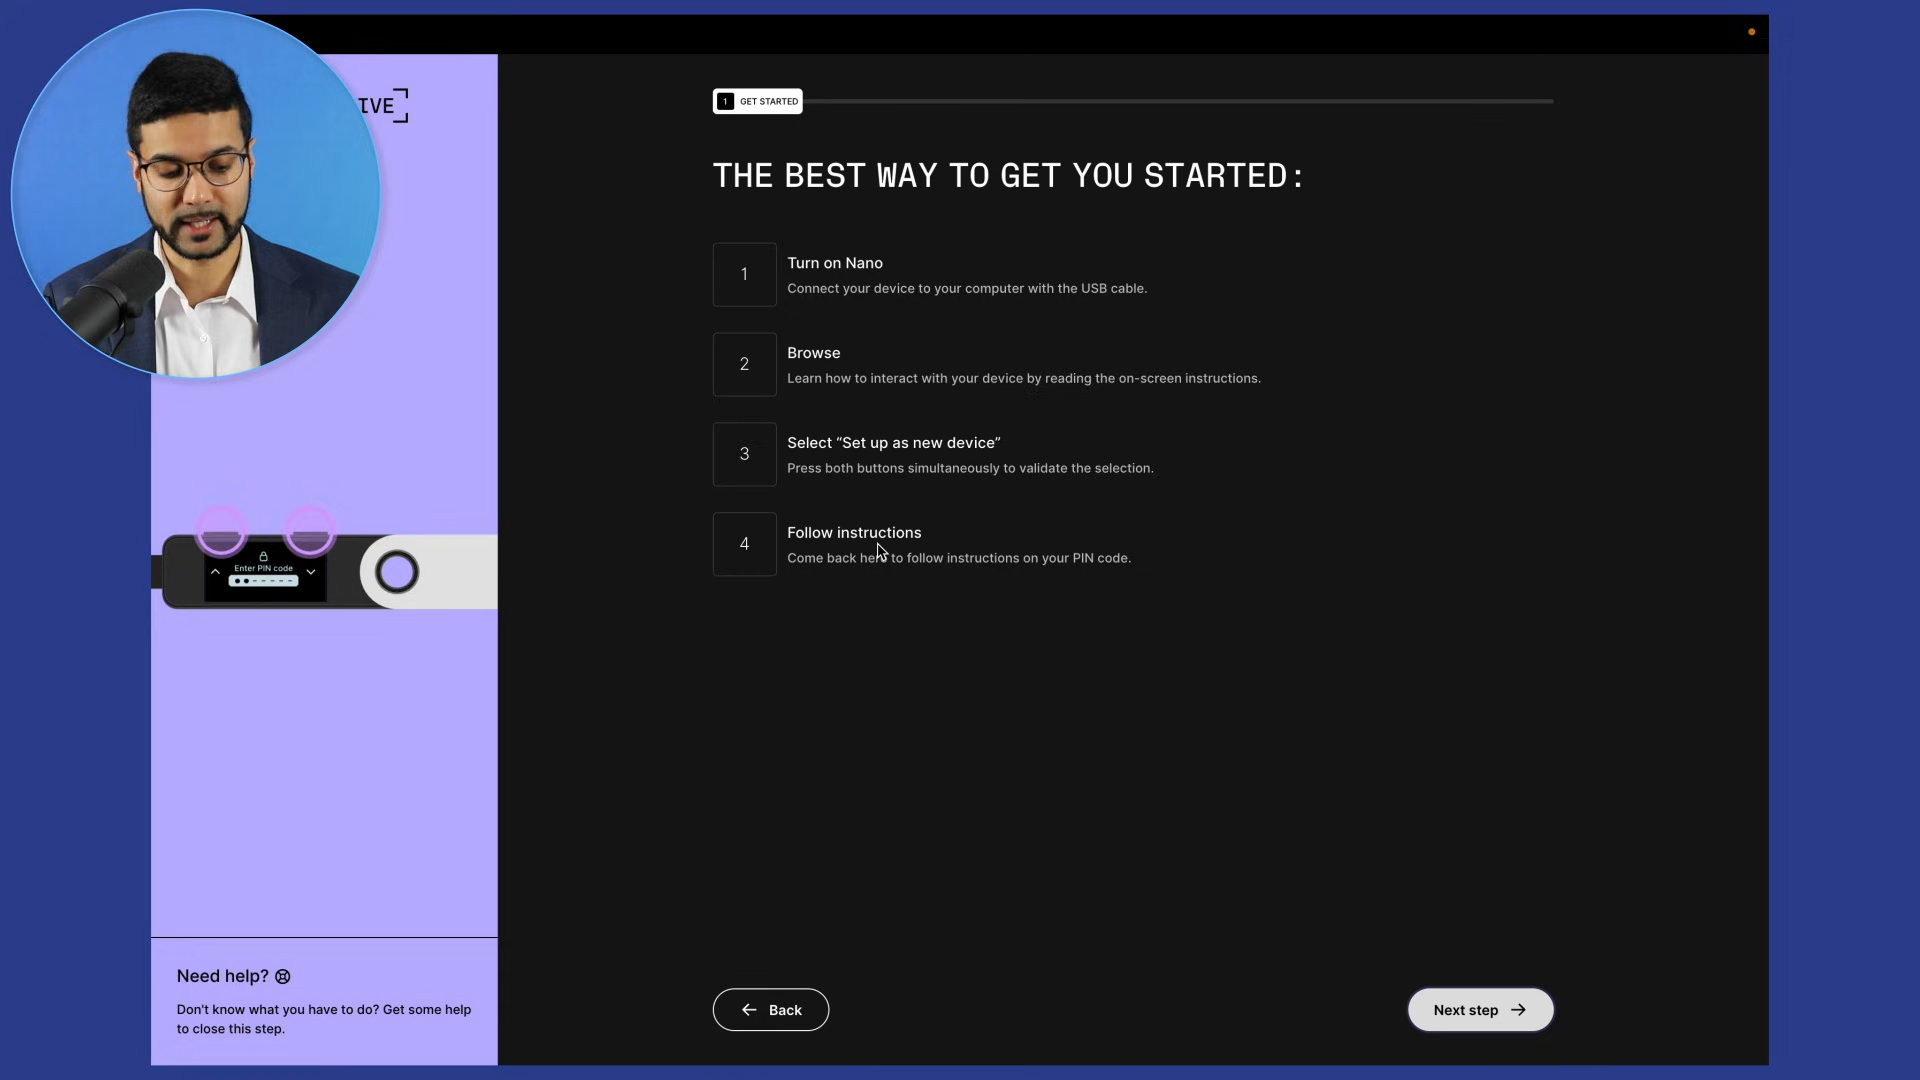 IVE
1 GET STARTED
THE BEST WAY TO GET YOU STARTED:
1
Turn on Nano
Connect your device to your computer with the USB cable.
2
Browse
Learn how to interact with your device by reading the on-screen instructions.
3
Select “Set up as new device”
Press both buttons simultaneously to validate the selection.
4
Follow instructions
Come back here to follow instructions on your PIN code.
Enter PIN code
Need help?
Don't know what you have to do? Get some help
to close this step.
Back
Next step